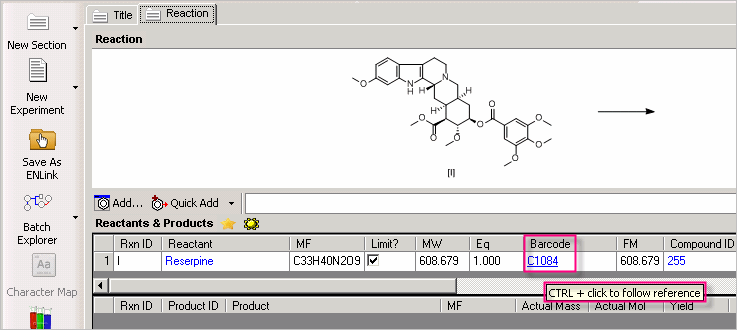 Title
Reaction
New Section
New
Experiment
Save As
ENLink
Batch
Explorer
Aa
Character Map
Reaction
O
N
NH
H
H
H
O
O
O
O
O
O
O
O
[I]
Add...
Quick Add
Reactants & Products
Rxn ID Reactant MF Limit? MW Eq Barcode FM Compound ID
1 I Reserpine C33H40N2O9 608.679 1.000 C1084 608.679 255
CTRL + click to follow reference
Rxn ID Product ID Product MF Actual Mass Actual Mol Yield